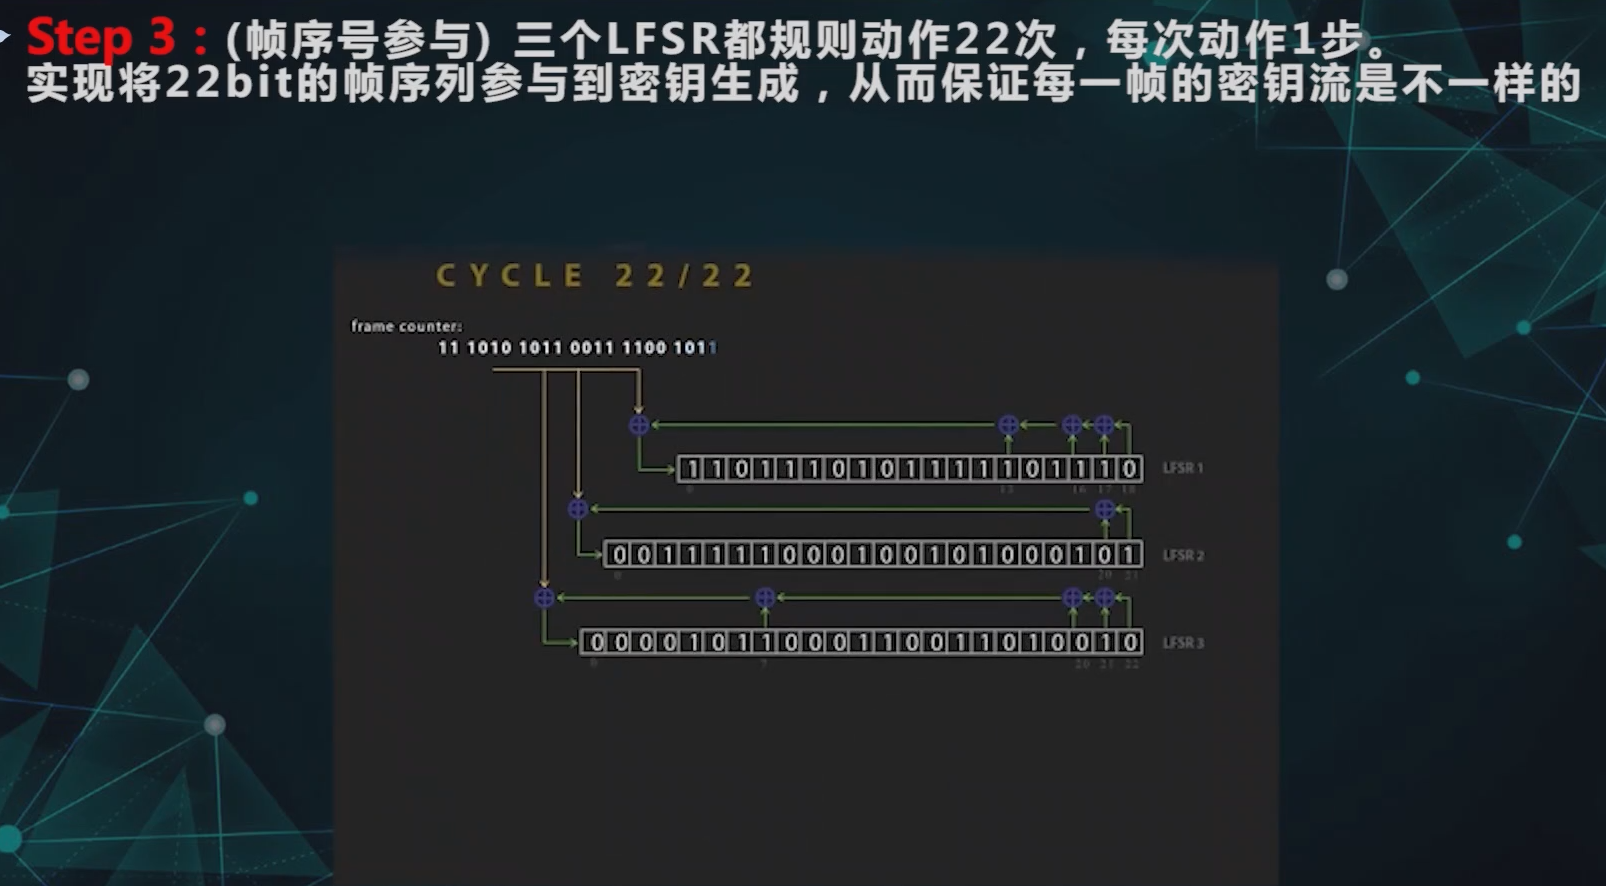 Step 3：(帧序号参与) 三个LFSR都规则动作22次，每次动作1步。
实现将22bit的帧序列参与到密钥生成，从而保证每一帧的密钥流是不一样的
CYCLE 22/22
frame counter:
11 1010 1011 0011 1100 1011
1 1 0 1 1 1 0 1 0 1 1 1 1 1 0 1 1 1 0 LFSR 1
0 13 16 17 18
0 0 1 1 1 1 1 0 0 0 1 0 0 1 0 1 0 0 0 1 0 1 LFSR 2
0 20 21
0 0 0 0 1 0 1 1 0 0 0 1 1 0 0 1 1 0 1 0 0 1 0 LFSR 3
0 7 20 21 22